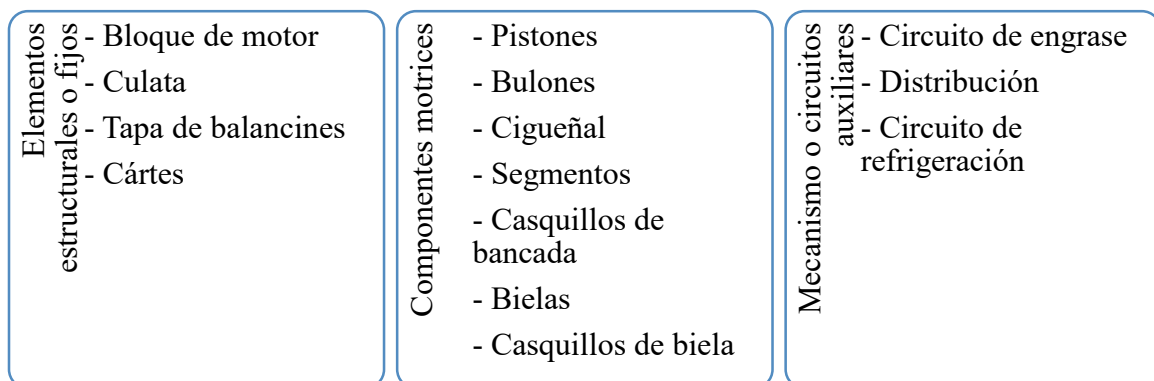 Elementos
estructurales o fijos
- Bloque de motor
- Culata
- Tapa de balancines
- Cártes
Componentes motrices
- Pistones
- Bulones
- Cigueñal
- Segmentos
- Casquillos de
bancada
- Bielas
- Casquillos de biela
Mecanismo o circuitos
auxiliares
- Circuito de engrase
- Distribución
- Circuito de
refrigeración